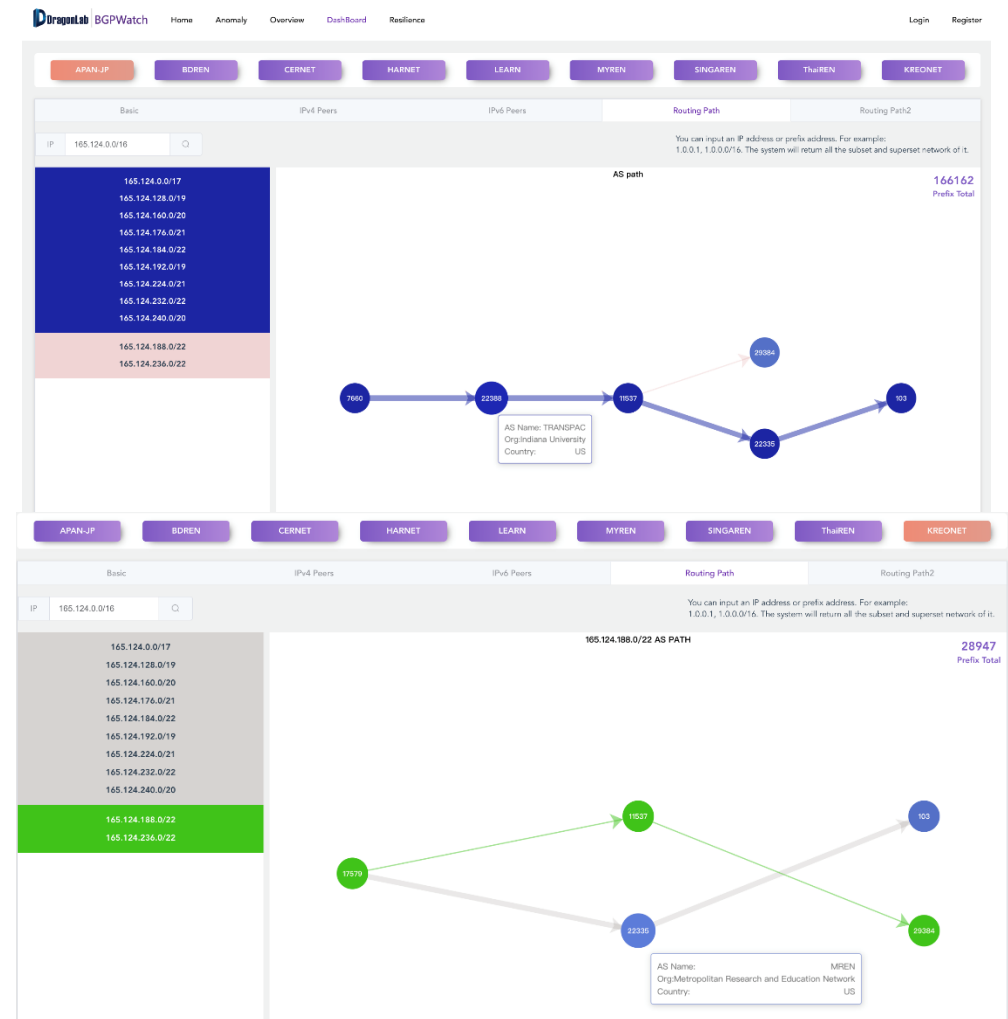 DragonLab BGPWatch Home Anomaly Overview DashBoard Resilience Login Register
APAN-JP BDREN CERNET HARNET LEARN MYREN SINGAREN ThaiREN KREONET
Basic IPv4 Peers IPv6 Peers Routing Path Routing Path2
IP 165.124.0.0/16
You can input an IP address or prefix address. For example:
1.0.0.1, 1.0.0.0/16. The system will return all the subset and superset network of it.
165.124.0.0/17
165.124.128.0/19
165.124.160.0/20
165.124.176.0/21
165.124.184.0/22
165.124.192.0/19
165.124.224.0/21
165.124.232.0/22
165.124.240.0/20
165.124.188.0/22
165.124.236.0/22
AS path
166162
Prefix Total
29384
7660 22388 11537 103
22335
AS Name: TRANSPAC
Org:Indiana University
Country: US
APAN-JP BDREN CERNET HARNET LEARN MYREN SINGAREN ThaiREN KREONET
Basic IPv4 Peers IPv6 Peers Routing Path Routing Path2
IP 165.124.0.0/16
You can input an IP address or prefix address. For example:
1.0.0.1, 1.0.0.0/16. The system will return all the subset and superset network of it.
165.124.0.0/17
165.124.128.0/19
165.124.160.0/20
165.124.176.0/21
165.124.184.0/22
165.124.192.0/19
165.124.224.0/21
165.124.232.0/22
165.124.240.0/20
165.124.188.0/22
165.124.236.0/22
165.124.188.0/22 AS PATH
28947
Prefix Total
11537 103
17579
22335 29384
AS Name: MREN
Org:Metropolitan Research and Education Network
Country: US